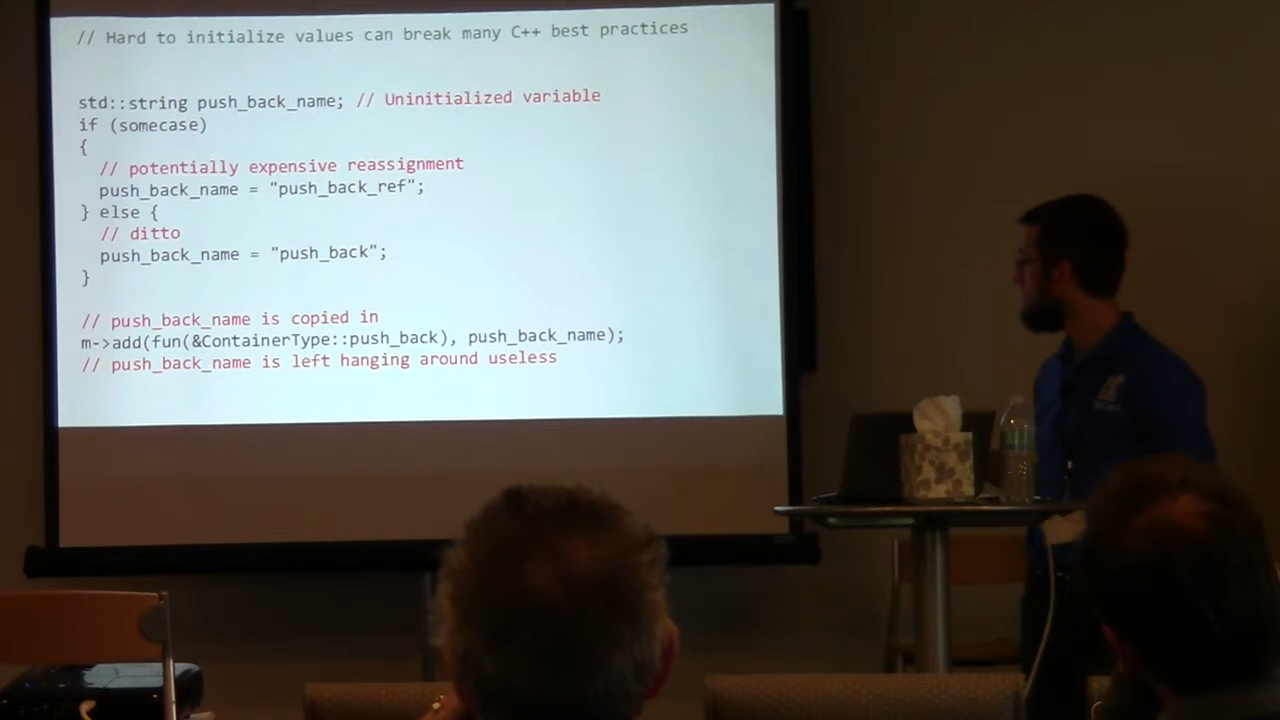 // Hard to initialize values can break many C++ best practices
std::string push_back_name; // Uninitialized variable
if (somecase)
{
// potentially expensive reassignment
push_back_name = "push_back_ref";
} else {
// ditto
push_back_name = "push_back";
}
// push_back_name is copied in
m->add(fun(&ContainerType::push_back), push_back_name);
// push_back_name is left hanging around useless